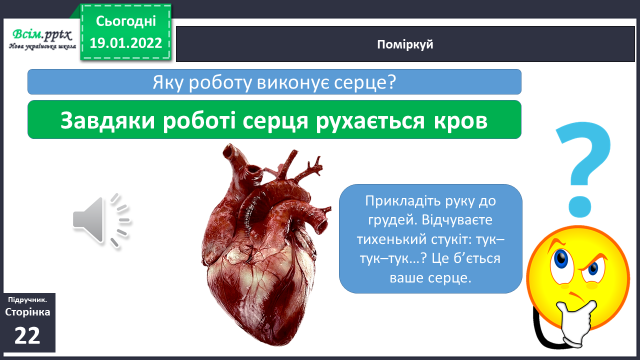 Всім.pptx
Нова українська школа
Сьогодні
19.01.2022
Поміркуй
Яку роботу виконує серце?
Завдяки роботі серця рухається кров
Прикладіть руку до
грудей. Відчуваєте
тихенький стукіт: тук–
тук–тук…? Це б’ється
ваше серце.
?
Підручник.
Сторінка
22